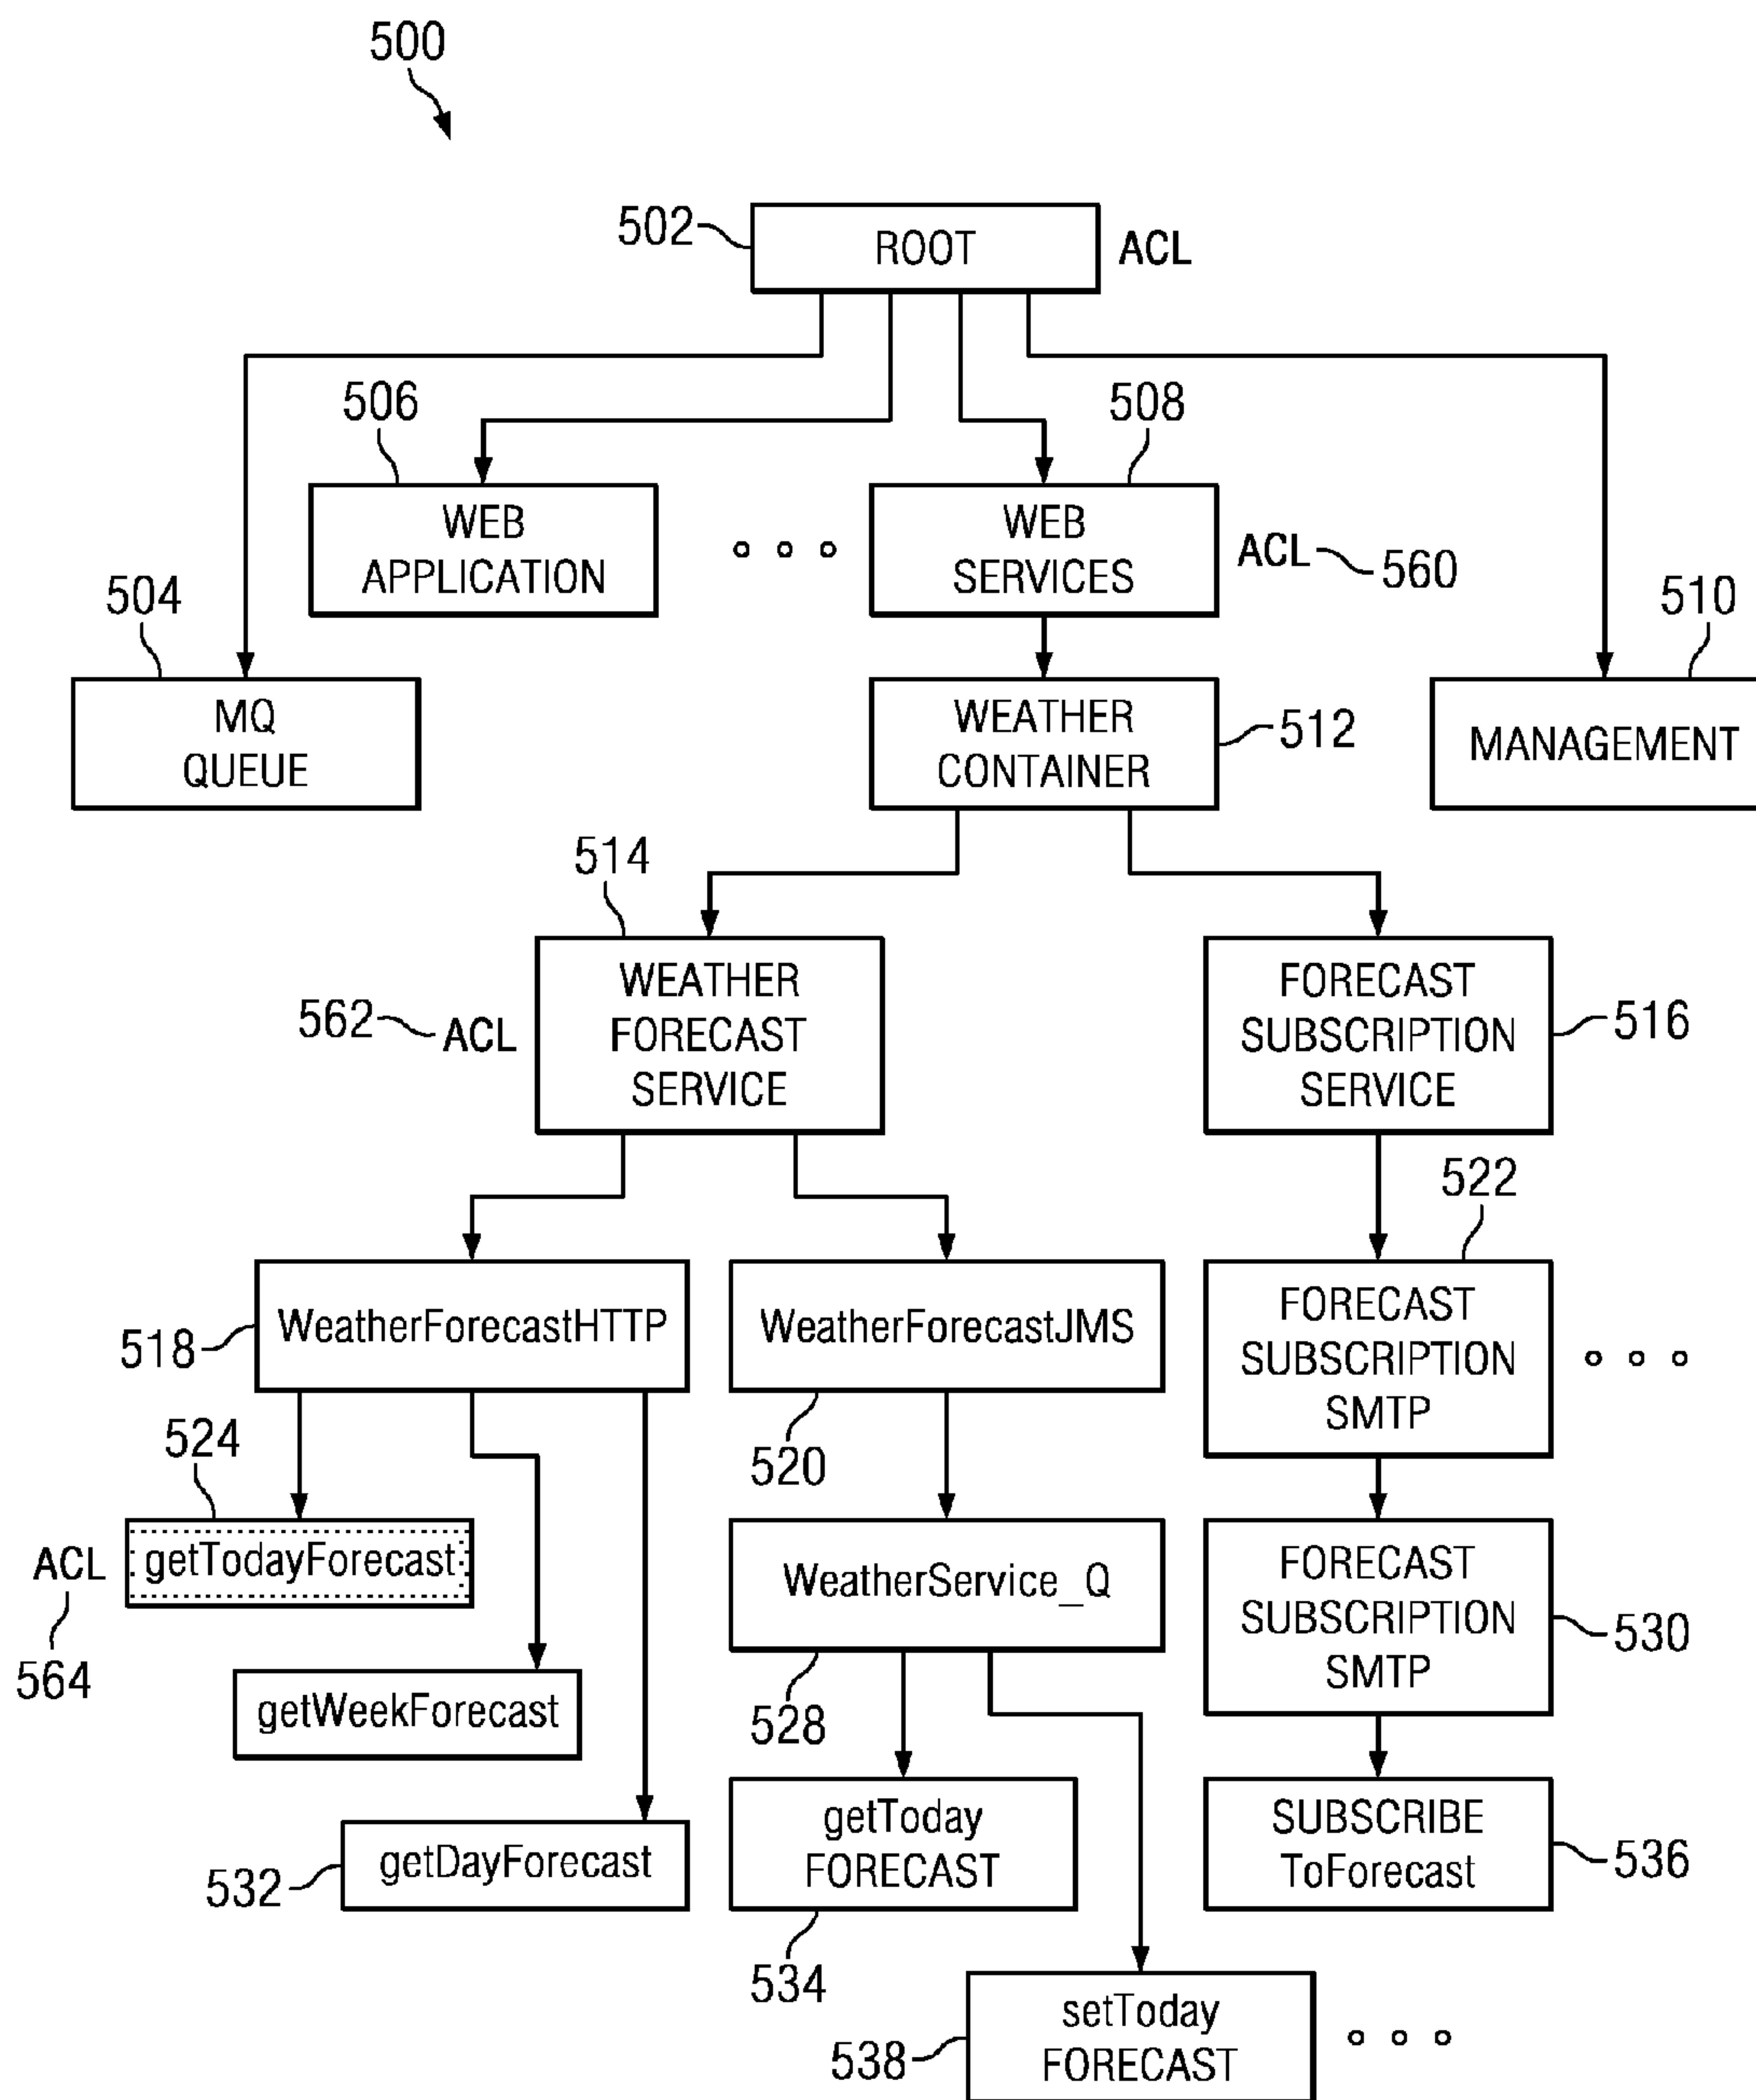 500
502
ROOT
ACL
506
508
WEB
APPLICATION
WEB
SERVICES
ACL
560
504
510
MQ
QUEUE
WEATHER
CONTAINER
512
MANAGEMENT
514
WEATHER
FORECAST
SERVICE
562
ACL
FORECAST
SUBSCRIPTION
SERVICE
516
522
WeatherForecastHTTP
518
WeatherForecastJMS
520
FORECAST
SUBSCRIPTION
SMTP
524
ACL
564
getTodayForecast
WeatherService_Q
528
FORECAST
SUBSCRIPTION
SMTP
530
getWeekForecast
getDayForecast
532
getToday
FORECAST
534
SUBSCRIBE
ToForecast
536
setToday
FORECAST
538